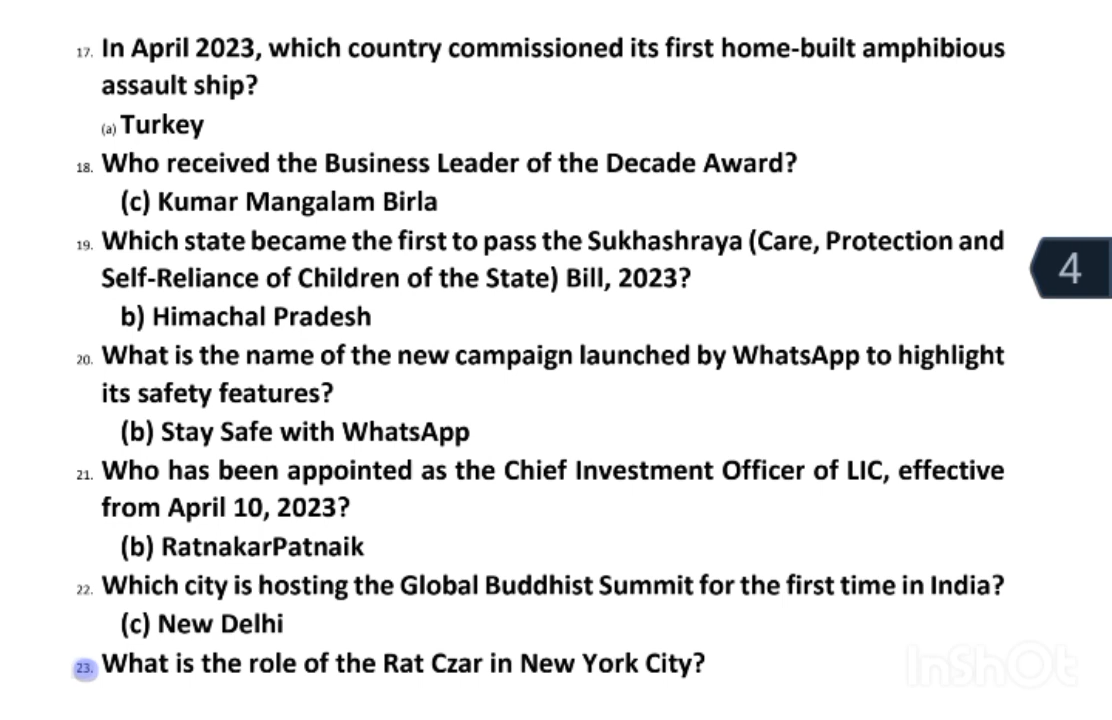 17. In April 2023, which country commissioned its first home-built amphibious
assault ship?
(a) Turkey
18. Who received the Business Leader of the Decade Award?
(c) Kumar Mangalam Birla
19. Which state became the first to pass the Sukhashraya (Care, Protection and
Self-Reliance of Children of the State) Bill, 2023?
4
b) Himachal Pradesh
20. What is the name of the new campaign launched by WhatsApp to highlight
its safety features?
(b) Stay Safe with WhatsApp
21. Who has been appointed as the Chief Investment Officer of LIC, effective
from April 10, 2023?
(b) RatnakarPatnaik
22. Which city is hosting the Global Buddhist Summit for the first time in India?
(c) New Delhi
23. What is the role of the Rat Czar in New York City?
InShOt